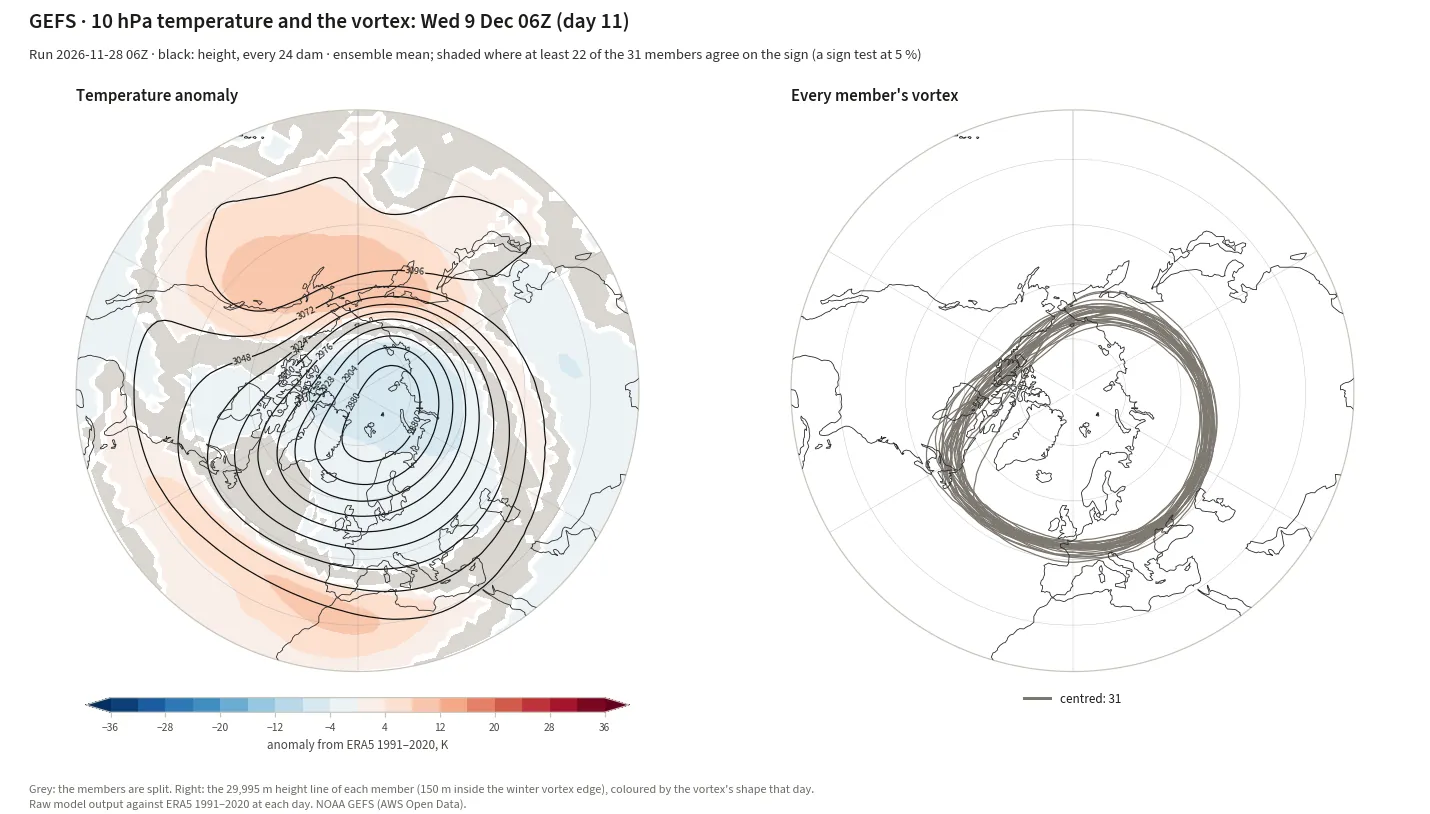 GEFS · 10 hPa temperature and the vortex: Wed 9 Dec 06Z (day 11)
Run 2026-11-28 06Z · black: height, every 24 dam · ensemble mean; shaded where at least 22 of the 31 members agree on the sign (a sign test at 5 %)
Temperature anomaly
Every member's vortex
3096
3072
3048
3024
2976
2928
2904
2880
2880
centred: 31
−36 −28 −20 −12 −4 4 12 20 28 36
anomaly from ERA5 1991–2020, K
Grey: the members are split. Right: the 29,995 m height line of each member (150 m inside the winter vortex edge), coloured by the vortex's shape that day.
Raw model output against ERA5 1991–2020 at each day. NOAA GEFS (AWS Open Data).